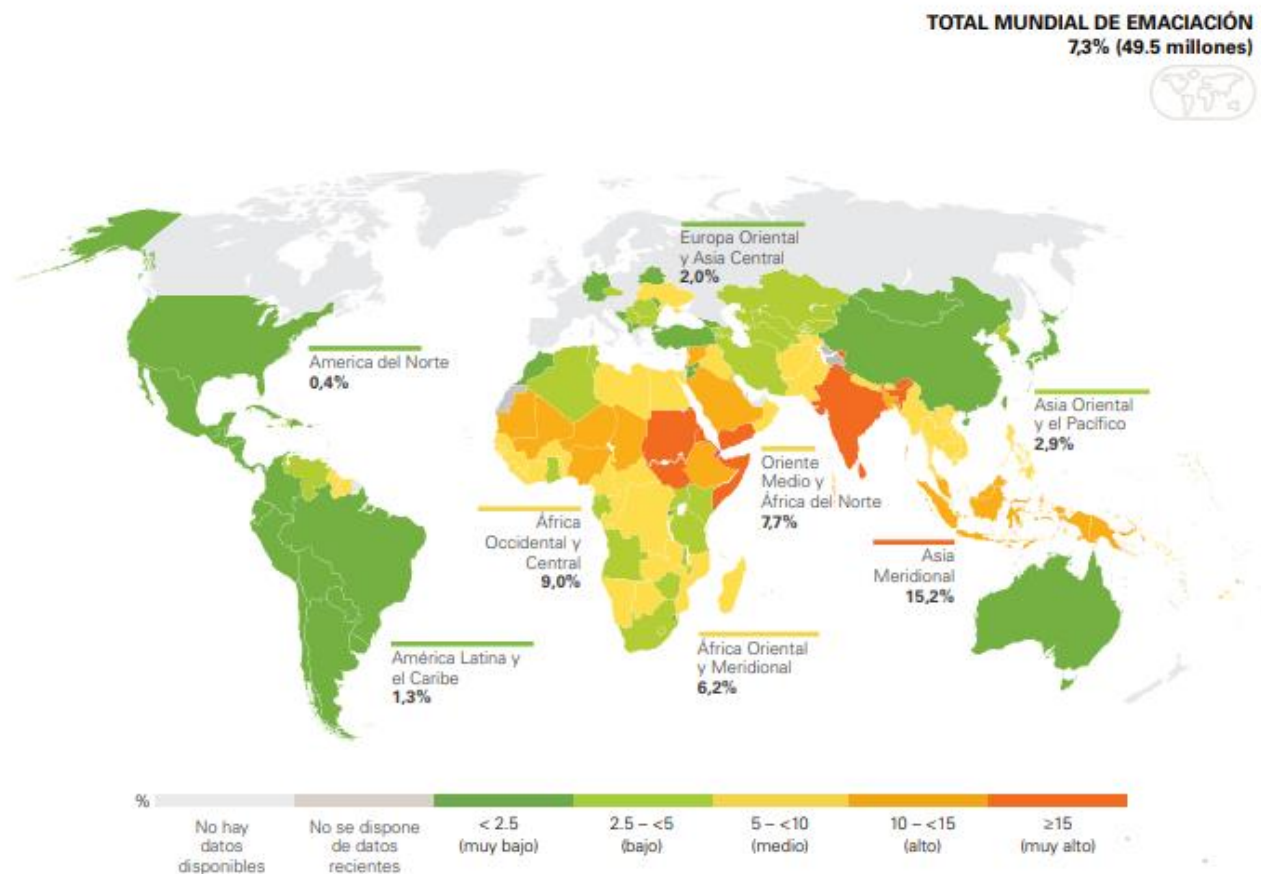 TOTAL MUNDIAL DE EMACIACIÓN
7,3% (49.5 millones)
Europa Oriental
y Asia Central
2,0%
America del Norte
0,4%
Asia Oriental
y el Pacífico
2,9%
Oriente
Medio y
África del Norte
7,7%
África
Occidental y
Central
9,0%
Asia
Meridional
15,2%
África Oriental
y Meridional
6,2%
América Latina y
el Caribe
1,3%
%
No hay
datos
disponibles
No se dispone
de datos
recientes
< 2.5
(muy bajo)
2.5 – <5
(bajo)
5 – <10
(medio)
10 – <15
(alto)
≥15
(muy alto)